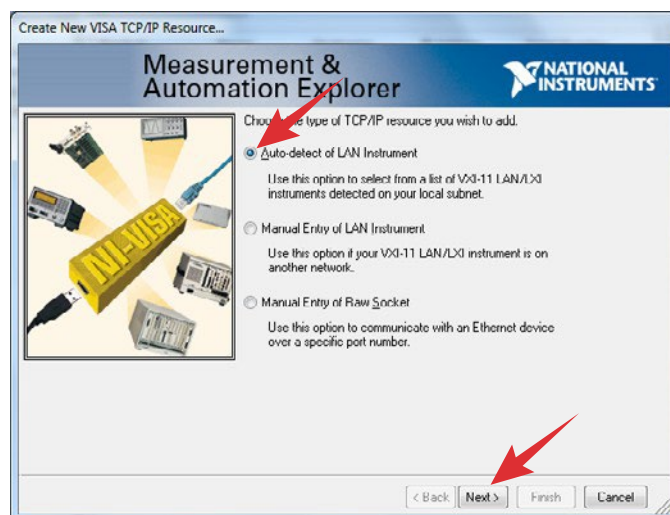 Create New VISA TCP/IP Resource...
Measurement &
Automation Explorer
NATIONAL
INSTRUMENTS
the type of TCP/IP resource you wish to add.
Auto-detect of LAN Instrument
Use this option to select from a list of VXI-11 LAN/LXI
instruments detected on your local subnet.
Manual Entry of LAN Instrument
Use this option if your VXI-11 LAN/LXI instrument is on
another network.
Manual Entry of Raw Socket
Use this option to communicate with an Ethernet device
over a specific port number.
NI-VISA
< Back Next > Finish Cancel